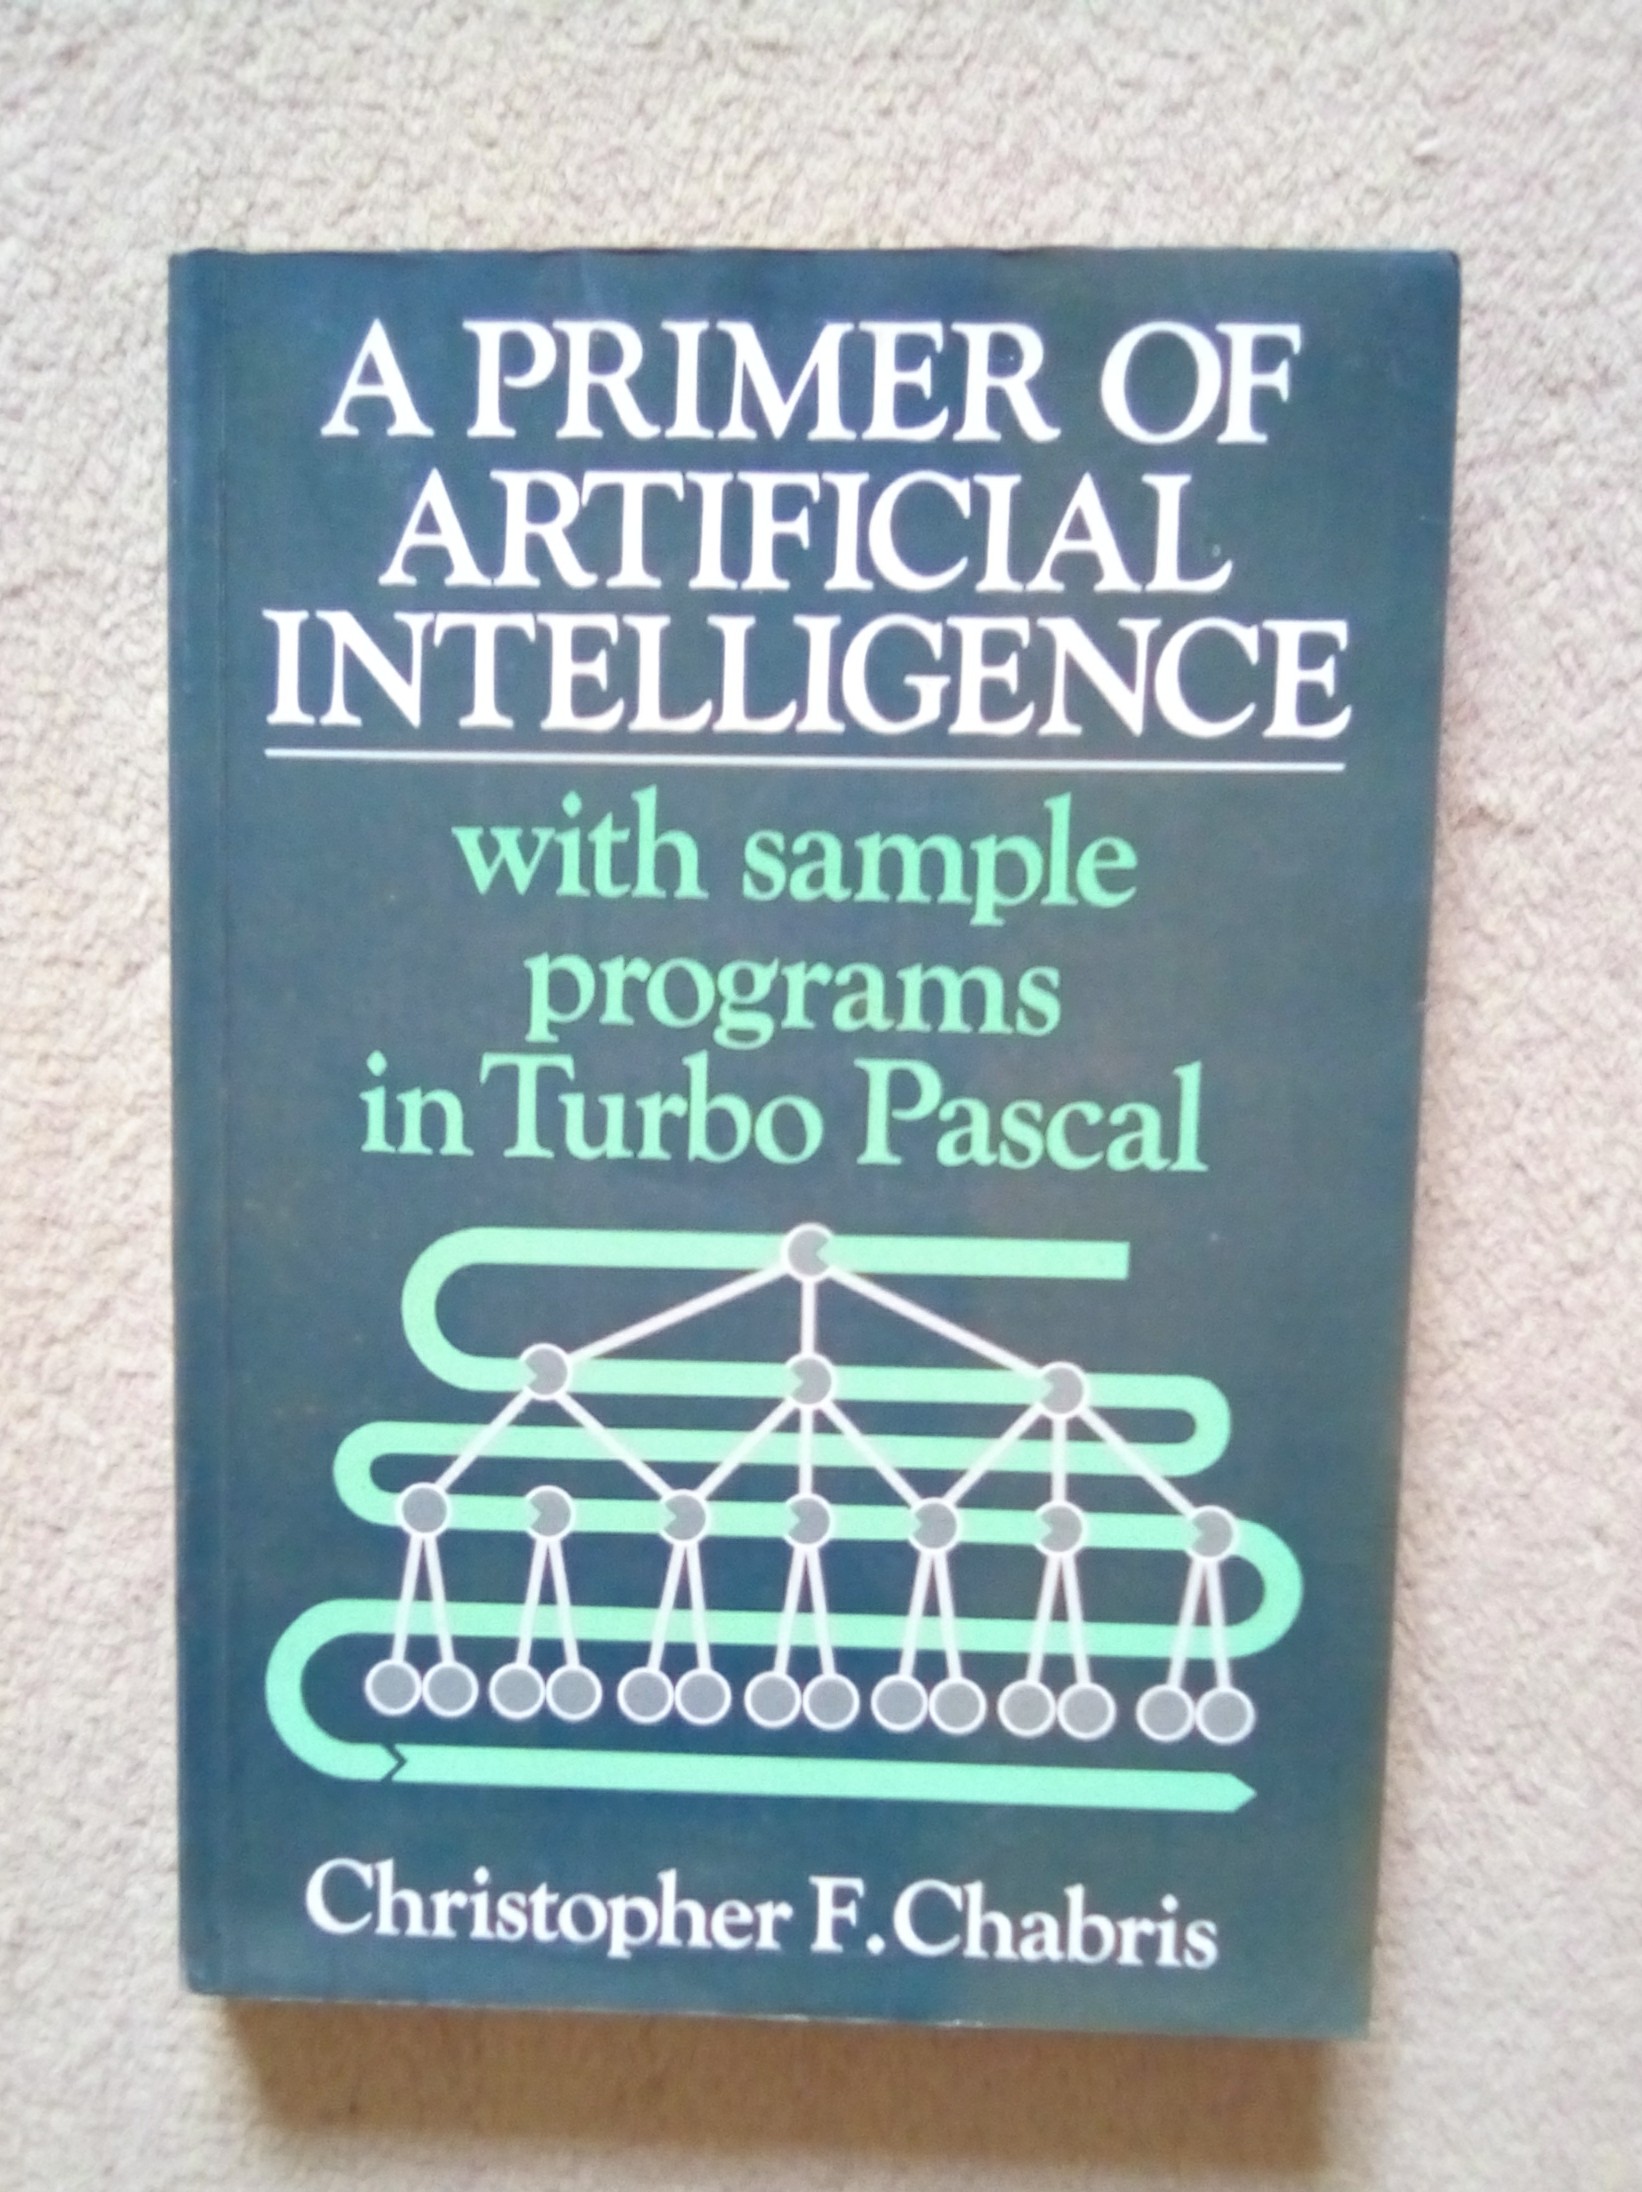 A PRIMER OF
ARTIFICIAL
INTELLIGENCE
with sample
programs
in Turbo Pascal
Christopher F. Chabris